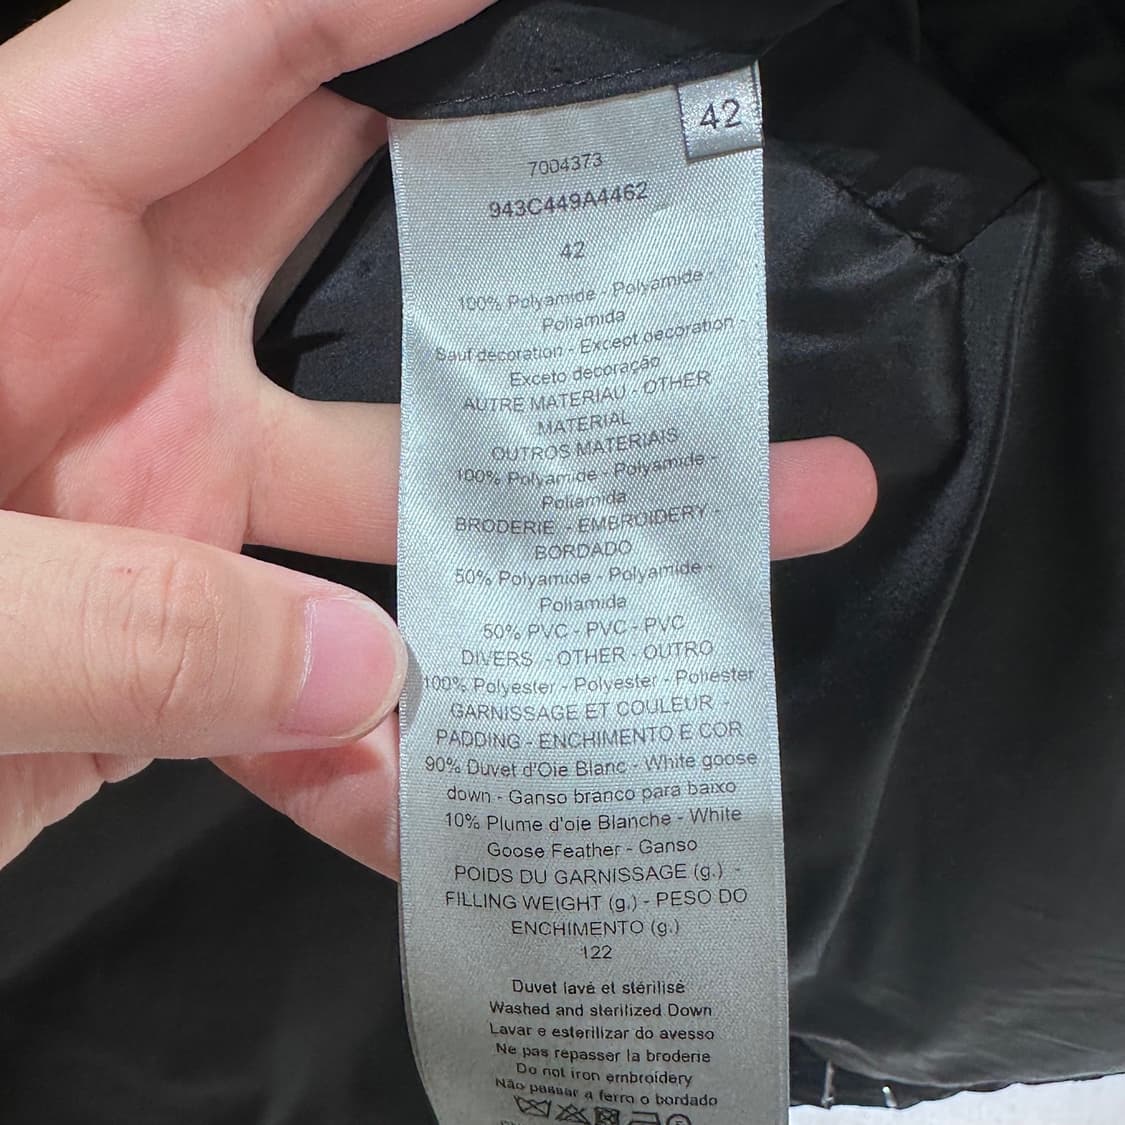 42
7004373
943C449A4462
42
100% Polyamide - Polyamide -
Poliamida
Sauf decoration - Except decoration -
Exceto decoração
AUTRE MATERIAU - OTHER
MATERIAL
OUTROS MATERIAIS
100% Polyamide - Polyamide -
Poliamida
BRODERIE - EMBROIDERY -
BORDADO
50% Polyamide - Polyamide -
Poliamida
50% PVC - PVC - PVC
DIVERS - OTHER - OUTRO
100% Polyester - Polyester - Poliéster
GARNISSAGE ET COULEUR -
PADDING - ENCHIMENTO E COR
90% Duvet d'Oie Blanc - White goose
down - Ganso branco para baixo
10% Plume d'oie Blanche - White
Goose Feather - Ganso
POIDS DU GARNISSAGE (g.) -
FILLING WEIGHT (g.) - PESO DO
ENCHIMENTO (g.)
122
Duvet lavé et stérilisé
Washed and sterilized Down
Lavar e esterilizar do avesso
Ne pas repasser la broderie
Do not iron embroidery
Não passar a ferro o bordado